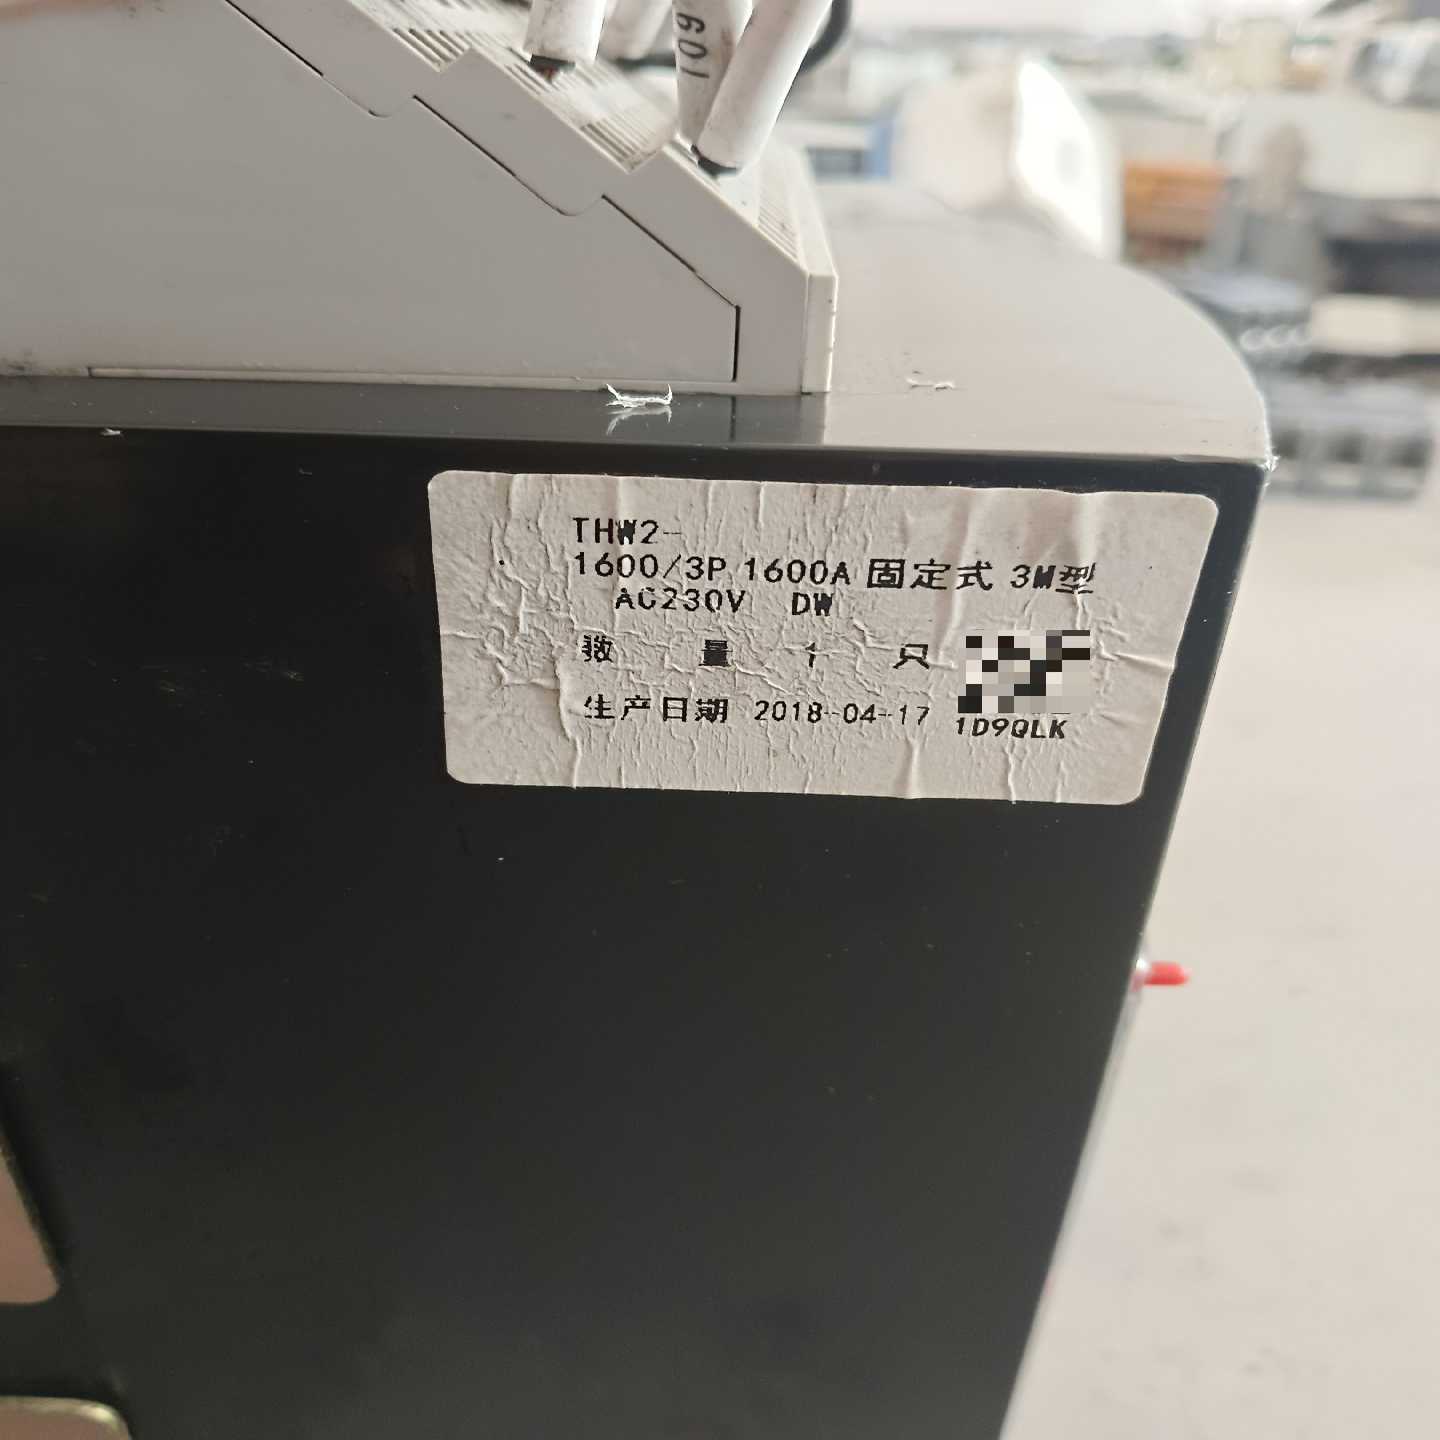 109
THW2-
1600/3P 1600A 固定式 3M型
AC230V DW
数 量 1 只
生产日期 2018-04-17
1D9QLK